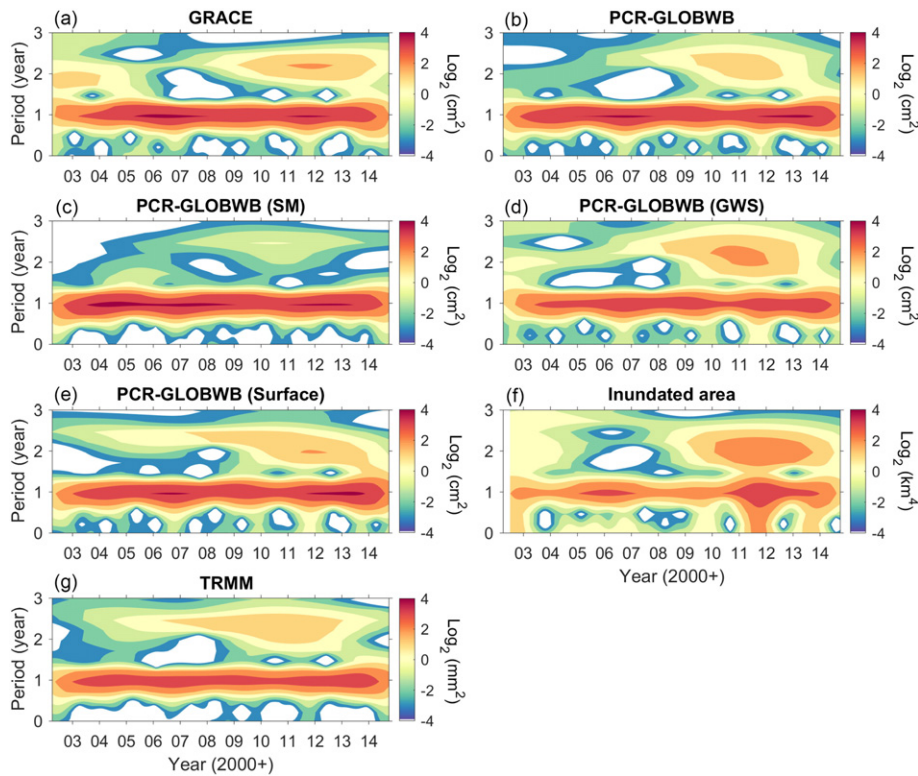 (a) GRACE
3
2
1
0
Period (year)
03 04 05 06 07 08 09 10 11 12 13 14
4
2
0
-2
-4
Log2 (cm2)
(b) PCR-GLOBWB
3
2
1
0
03 04 05 06 07 08 09 10 11 12 13 14
4
2
0
-2
-4
Log2 (cm2)
(c) PCR-GLOBWB (SM)
3
2
1
0
Period (year)
03 04 05 06 07 08 09 10 11 12 13 14
4
2
0
-2
-4
Log2 (cm2)
(d) PCR-GLOBWB (GWS)
3
2
1
0
03 04 05 06 07 08 09 10 11 12 13 14
4
2
0
-2
-4
Log2 (cm2)
(e) PCR-GLOBWB (Surface)
3
2
1
0
Period (year)
03 04 05 06 07 08 09 10 11 12 13 14
4
2
0
-2
-4
Log2 (cm2)
(f) Inundated area
3
2
1
0
03 04 05 06 07 08 09 10 11 12 13 14
Year (2000+)
4
2
0
-2
-4
Log2 (km4)
(g) TRMM
3
2
1
0
Period (year)
03 04 05 06 07 08 09 10 11 12 13 14
Year (2000+)
4
2
0
-2
-4
Log2 (mm2)